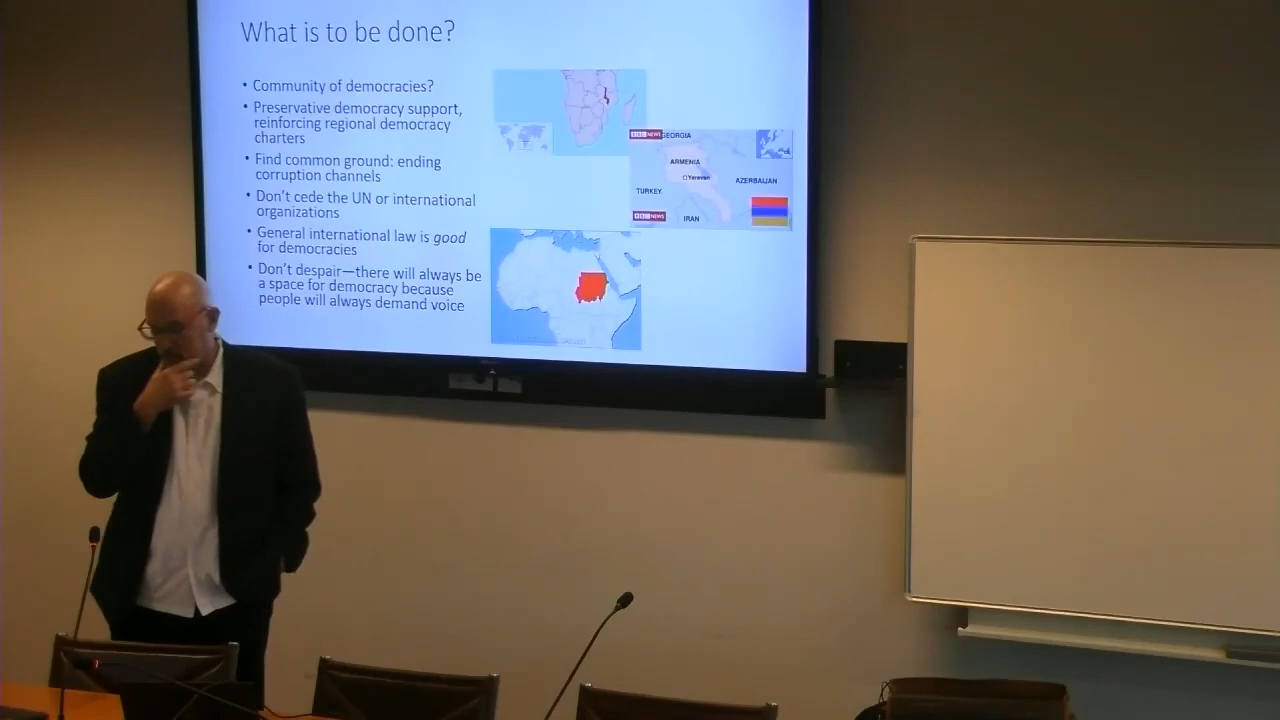 What is to be done?
• Community of democracies?
• Preservative democracy support,
reinforcing regional democracy
charters
• Find common ground: ending
corruption channels
• Don't cede the UN or international
organizations
• General international law is good
for democracies
• Don't despair—there will always be
a space for democracy because
people will always demand voice
BBC NEWS GEORGIA
ARMENIA
Yerevan
AZERBAIJAN
TURKEY
BBC NEWS
IRAN